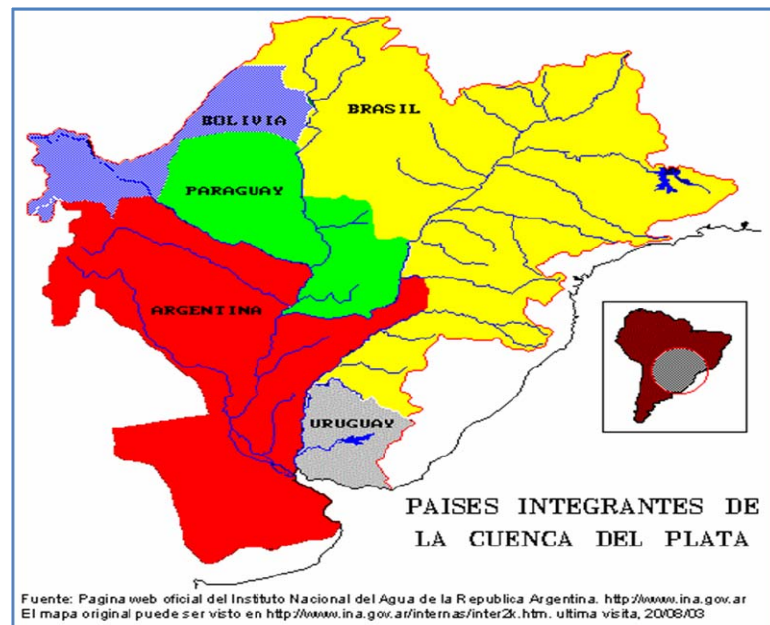 BOLIVIA
BRASIL
PARAGUAY
ARGENTINA
URUGUAY
PAISES INTEGRANTES DE
LA CUENCA DEL PLATA
Fuente: Pagina web oficial del Instituto Nacional del Agua de la Republica Argentina. http://www.ina.gov.ar
El mapa original puede ser visto en http://www.ina.gov.ar/internas/inter2k.htm. ultima visita, 20/08/03